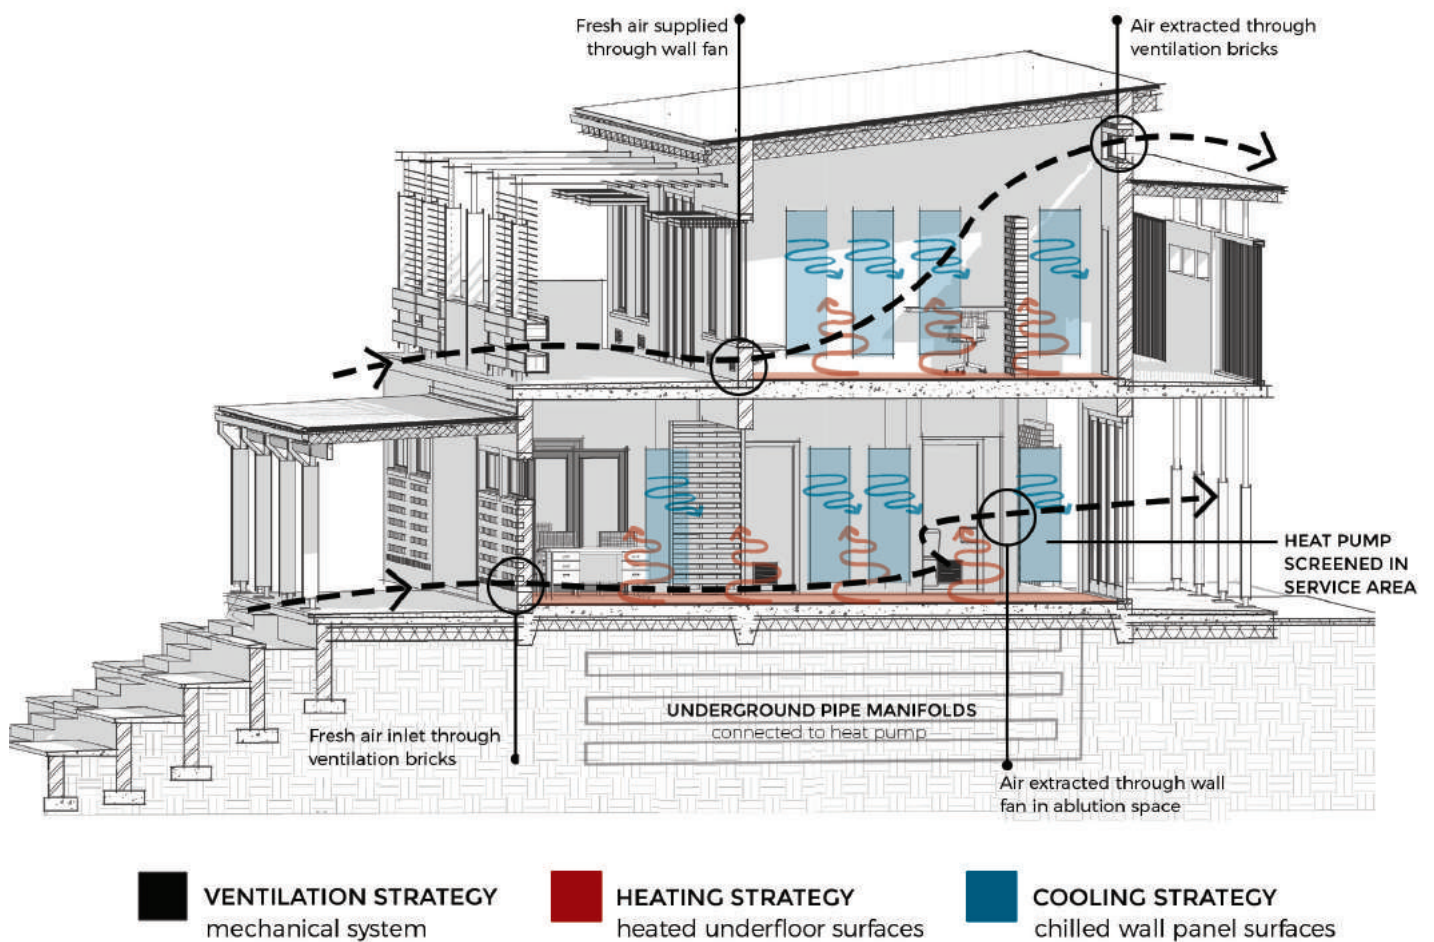 Fresh air supplied
through wall fan
Air extracted through
ventilation bricks
HEAT PUMP
SCREENED IN
SERVICE AREA
UNDERGROUND PIPE MANIFOLDS
connected to heat pump
Fresh air inlet through
ventilation bricks
Air extracted through wall
fan in ablution space
VENTILATION STRATEGY
mechanical system
HEATING STRATEGY
heated underfloor surfaces
COOLING STRATEGY
chilled wall panel surfaces